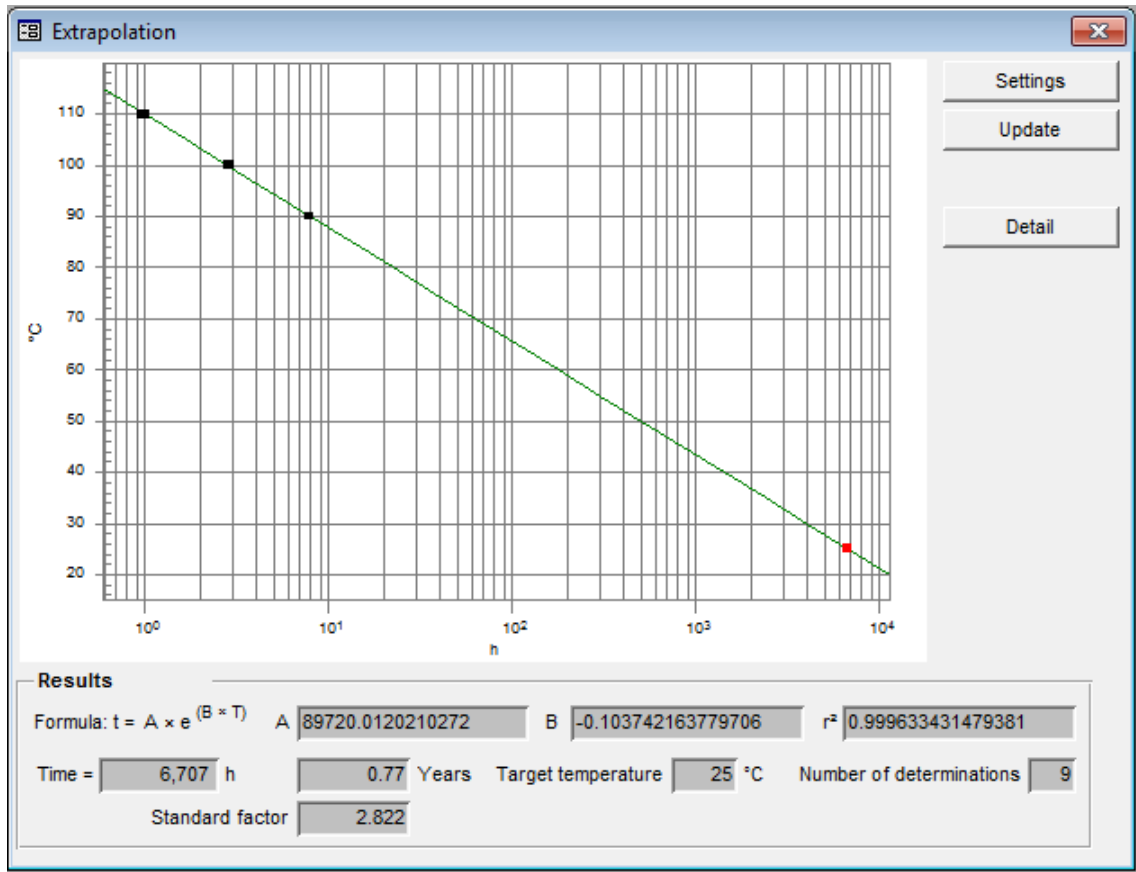 Extrapolation
Settings
Update
Detail
110
100
90
80
70
60
50
40
30
20
°C
10⁰ 10¹ 10² 10³ 10⁴
h
Results
Formula: t = A × e (B × T) A 89720.0120210272 B -0.103742163779706 r² 0.999633431479381
Time = 6,707 h 0.77 Years Target temperature 25 °C Number of determinations 9
Standard factor 2.822